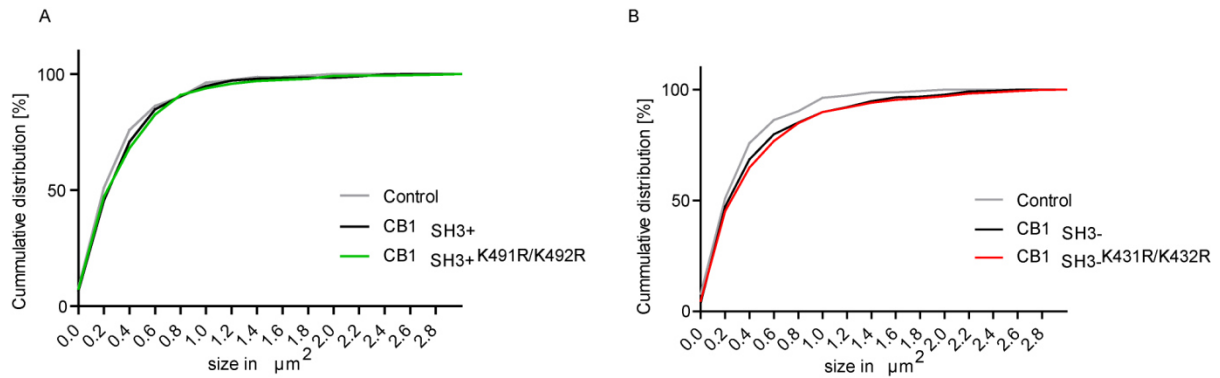 A
Cummulative distribution [%]
100
50
0
0.0 0.2 0.4 0.6 0.8 1.0 1.2 1.4 1.6 1.8 2.0 2.2 2.4 2.6 2.8
size in µm2
Control
CB1 SH3+
CB1 SH3+K491R/K492R
B
Cummulative distribution [%]
100
50
0
0.0 0.2 0.4 0.6 0.8 1.0 1.2 1.4 1.6 1.8 2.0 2.2 2.4 2.6 2.8
size in µm2
Control
CB1 SH3-
CB1 SH3-K431R/K432R